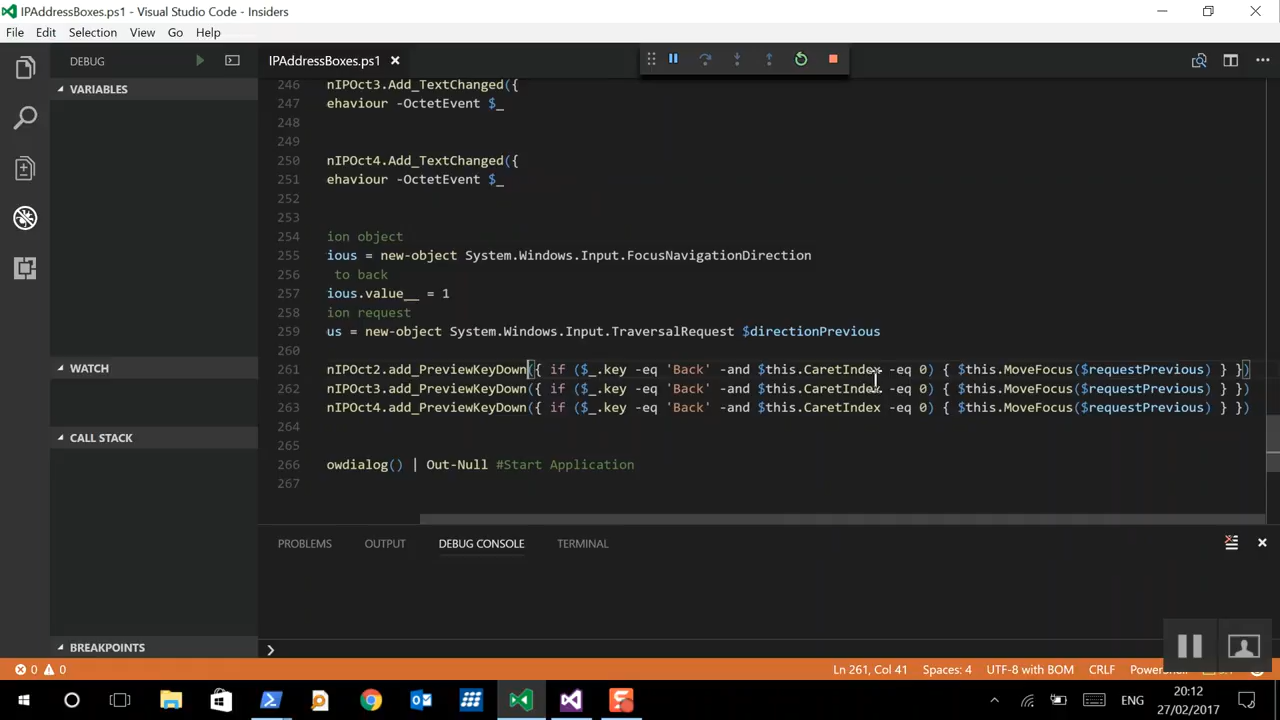 IPAddressBoxes.ps1 - Visual Studio Code - Insiders
File Edit Selection View Go Help
DEBUG
IPAddressBoxes.ps1
VARIABLES
246 nIPOct3.Add_TextChanged({
247 ehaviour -OctetEvent $_
248
249
250 nIPOct4.Add_TextChanged({
251 ehaviour -OctetEvent $_
252
253
254 ion object
255 ious = new-object System.Windows.Input.FocusNavigationDirection
256 to back
257 ious.value__ = 1
258 ion request
259 us = new-object System.Windows.Input.TraversalRequest $directionPrevious
260
261 nIPOct2.add_PreviewKeyDown({ if ($_.key -eq 'Back' -and $this.CaretIndex -eq 0) { $this.MoveFocus($requestPrevious) } })
262 nIPOct3.add_PreviewKeyDown({ if ($_.key -eq 'Back' -and $this.CaretIndex -eq 0) { $this.MoveFocus($requestPrevious) } })
263 nIPOct4.add_PreviewKeyDown({ if ($_.key -eq 'Back' -and $this.CaretIndex -eq 0) { $this.MoveFocus($requestPrevious) } })
264
265
266 owdialog() | Out-Null #Start Application
267
WATCH
CALL STACK
BREAKPOINTS
PROBLEMS OUTPUT DEBUG CONSOLE TERMINAL
0 0 Ln 261, Col 41 Spaces: 4 UTF-8 with BOM CRLF
ENG
20:12
27/02/2017